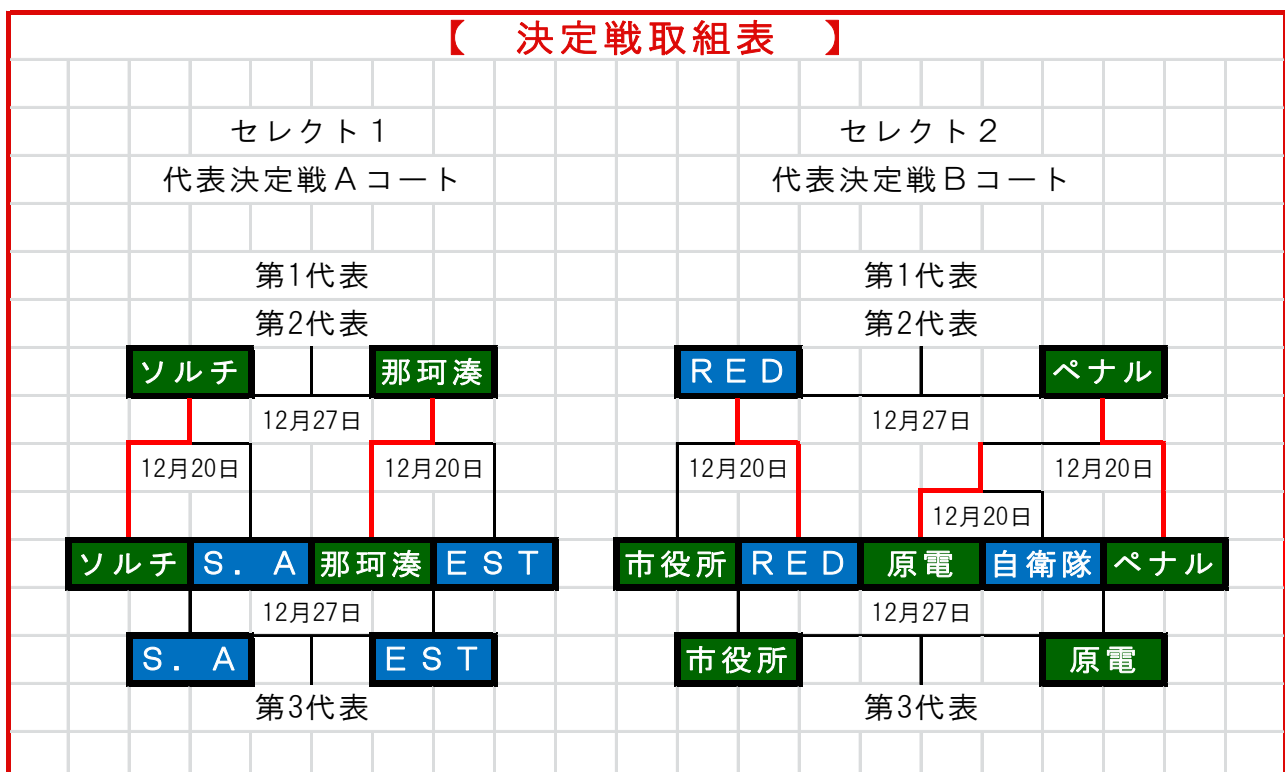 【　決定戦取組表　】
セレクト１
セレクト２
代表決定戦Ａコート
代表決定戦Ｂコート
第1代表
第1代表
第2代表
第2代表
ソルチ
那珂湊
ＲＥＤ
ペナル
12月27日
12月27日
12月20日
12月20日
12月20日
12月20日
12月20日
ソルチ
Ｓ．Ａ
那珂湊
ＥＳＴ
市役所
ＲＥＤ
原電
自衛隊
ペナル
12月27日
12月27日
Ｓ．Ａ
ＥＳＴ
市役所
原電
第3代表
第3代表